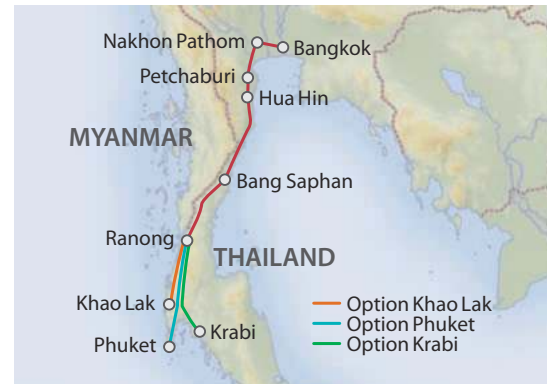 Nakhon Pathom
Bangkok
Petchaburi
Hua Hin
MYANMAR
Bang Saphan
Ranong
THAILAND
Khao Lak
Option Khao Lak
Option Phuket
Krabi
Option Krabi
Phuket